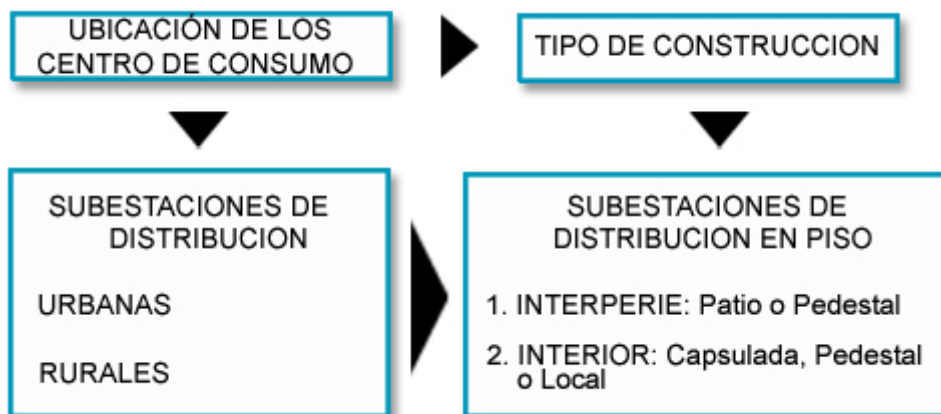 UBICACIÓN DE LOS
CENTRO DE CONSUMO
TIPO DE CONSTRUCCION
SUBESTACIONES DE
DISTRIBUCION
URBANAS
RURALES
SUBESTACIONES DE
DISTRIBUCION EN PISO
1. INTERPERIE: Patio o Pedestal
2. INTERIOR: Capsulada, Pedestal
o Local